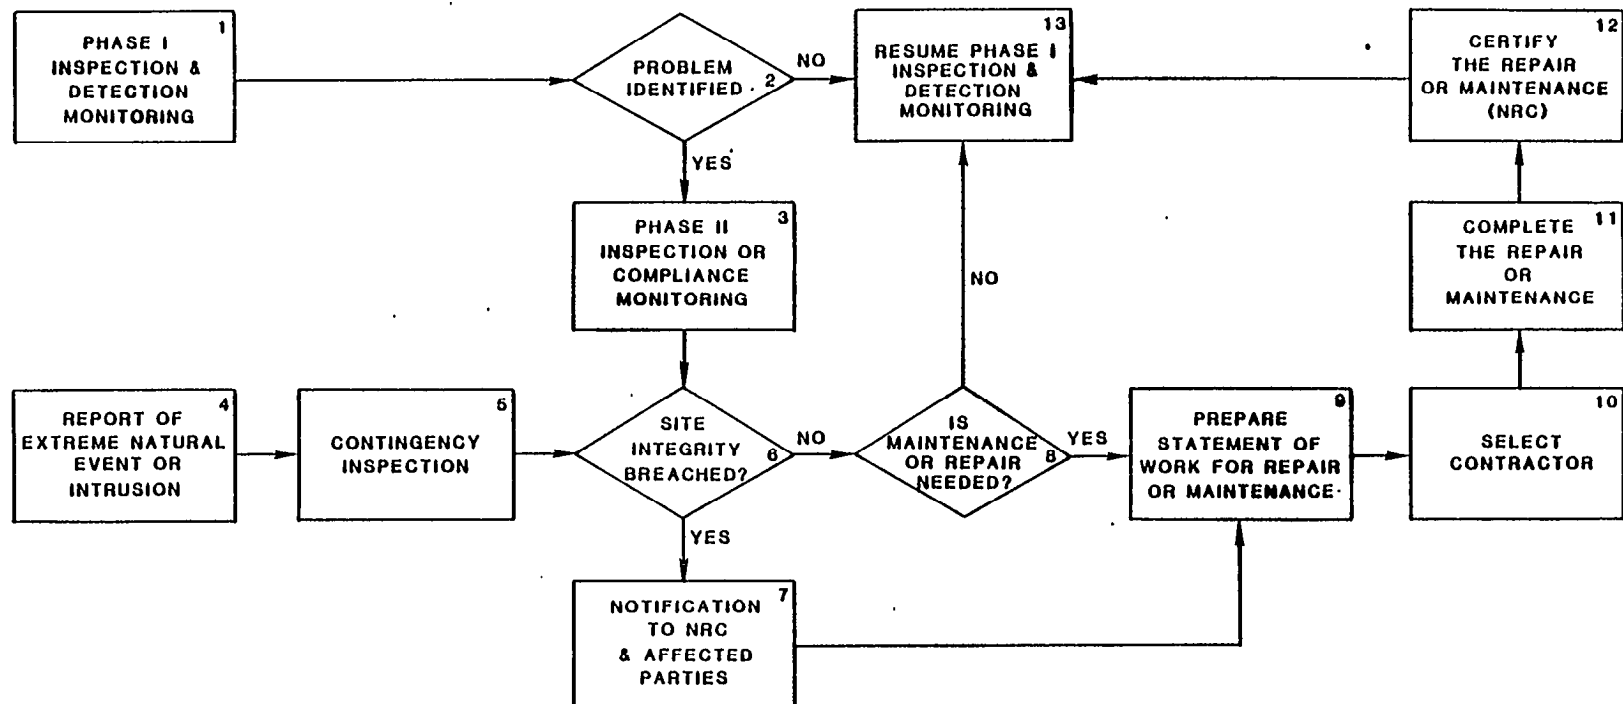 1
PHASE I
INSPECTION &
DETECTION
MONITORING
PROBLEM
IDENTIFIED
2
NO
YES
13
RESUME PHASE I
INSPECTION &
DETECTION
MONITORING
12
CERTIFY
THE REPAIR
OR MAINTENANCE
(NRC)
3
PHASE II
INSPECTION OR
COMPLIANCE
MONITORING
11
COMPLETE
THE REPAIR
OR
MAINTENANCE
NO
4
REPORT OF
EXTREME NATURAL
EVENT OR
INTRUSION
5
CONTINGENCY
INSPECTION
SITE
INTEGRITY
BREACHED?
6
NO
YES
IS
MAINTENANCE
OR REPAIR
NEEDED?
8
YES
9
PREPARE
STATEMENT OF
WORK FOR REPAIR
OR MAINTENANCE
10
SELECT
CONTRACTOR
7
NOTIFICATION
TO NRC
& AFFECTED
PARTIES